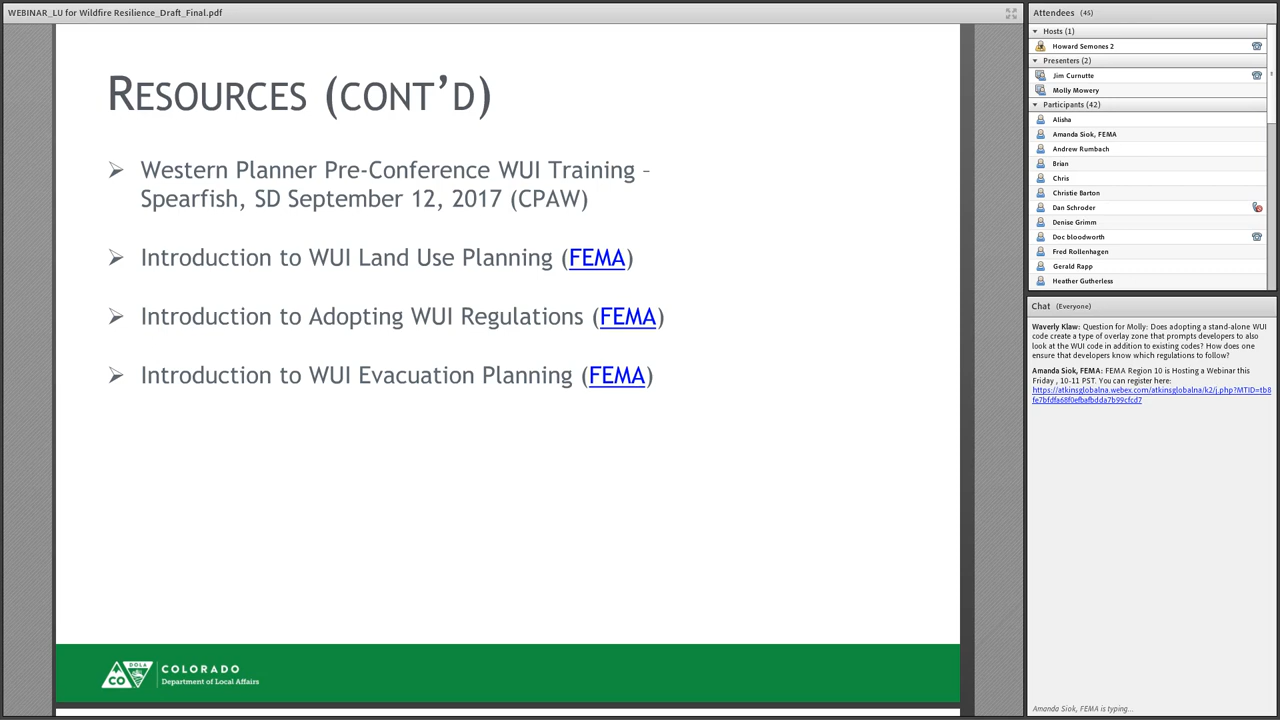 WEBINAR_LU for Wildfire Resilience_Draft_Final.pdf
RESOURCES (CONT'D)
Western Planner Pre-Conference WUI Training –
Spearfish, SD September 12, 2017 (CPAW)
Introduction to WUI Land Use Planning (FEMA)
Introduction to Adopting WUI Regulations (FEMA)
Introduction to WUI Evacuation Planning (FEMA)
CO
DOLA
COLORADO
Department of Local Affairs
Attendees (45)
Hosts (1)
Howard Semones 2
Presenters (2)
Jim Curnutte
Molly Mowery
Participants (42)
Alisha
Amanda Siok, FEMA
Andrew Rumbach
Brian
Chris
Christie Barton
Dan Schroder
Denise Grimm
Doc bloodworth
Fred Rollenhagen
Gerald Rapp
Heather Gutherless
Chat (Everyone)
Waverly Klaw: Question for Molly: Does adopting a stand-alone WUI
code create a type of overlay zone that prompts developers to also
look at the WUI code in addition to existing codes? How does one
ensure that developers know which regulations to follow?
Amanda Siok, FEMA: FEMA Region 10 is Hosting a Webinar this
Friday , 10-11 PST. You can register here:
https://atkinsglobalna.webex.com/atkinsglobalna/k2/j.php?MTID=tb8
fe7bfdfa68f0efbafbdda7b99cfcd7
Amanda Siok, FEMA is typing...